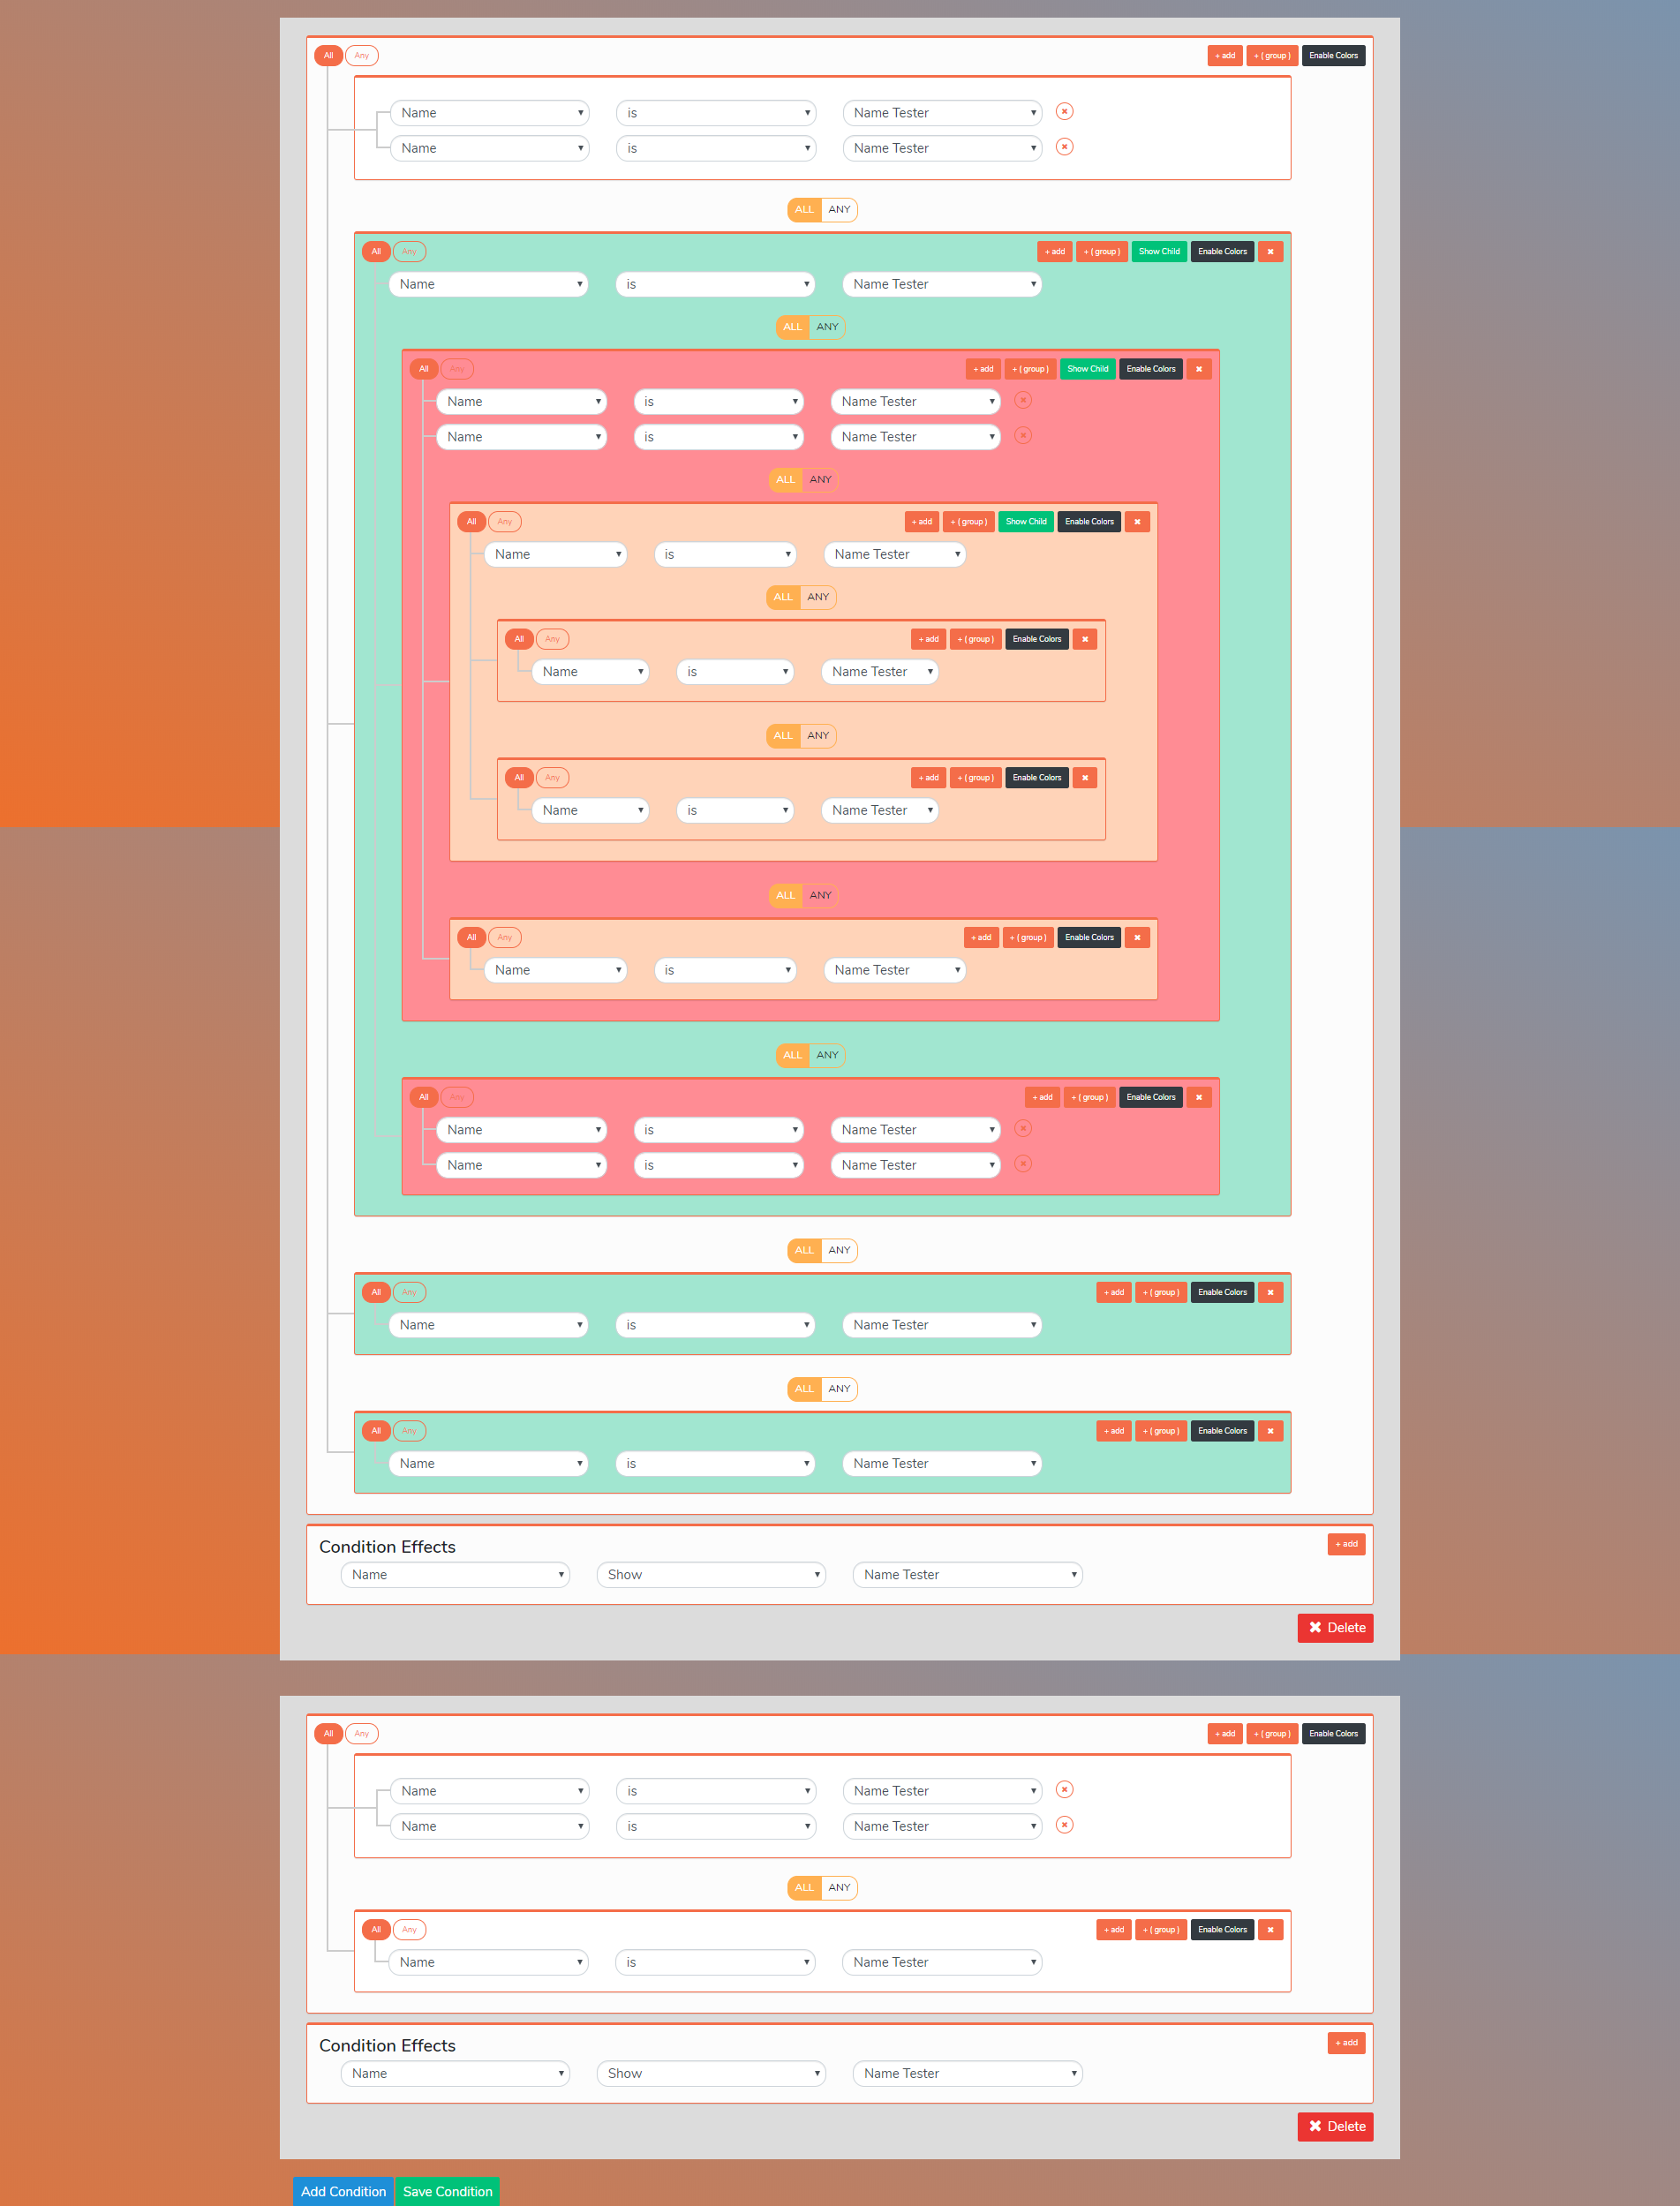 All Any + add + ( group ) Enable Colors
Name is Name Tester
Name is Name Tester
ALL ANY
All Any + add + ( group ) Show Child Enable Colors
Name is Name Tester
ALL ANY
All Any + add + ( group ) Show Child Enable Colors
Name is Name Tester
Name is Name Tester
ALL ANY
All Any + add + ( group ) Show Child Enable Colors
Name is Name Tester
ALL ANY
All Any + add + ( group ) Enable Colors
Name is Name Tester
ALL ANY
All Any + add + ( group ) Enable Colors
Name is Name Tester
ALL ANY
All Any + add + ( group ) Enable Colors
Name is Name Tester
ALL ANY
All Any + add + ( group ) Enable Colors
Name is Name Tester
Name is Name Tester
ALL ANY
All Any + add + ( group ) Enable Colors
Name is Name Tester
ALL ANY
All Any + add + ( group ) Enable Colors
Name is Name Tester
Condition Effects + add
Name Show Name Tester
Delete
All Any + add + ( group ) Enable Colors
Name is Name Tester
Name is Name Tester
ALL ANY
All Any + add + ( group ) Enable Colors
Name is Name Tester
Condition Effects + add
Name Show Name Tester
Delete
Add Condition Save Condition